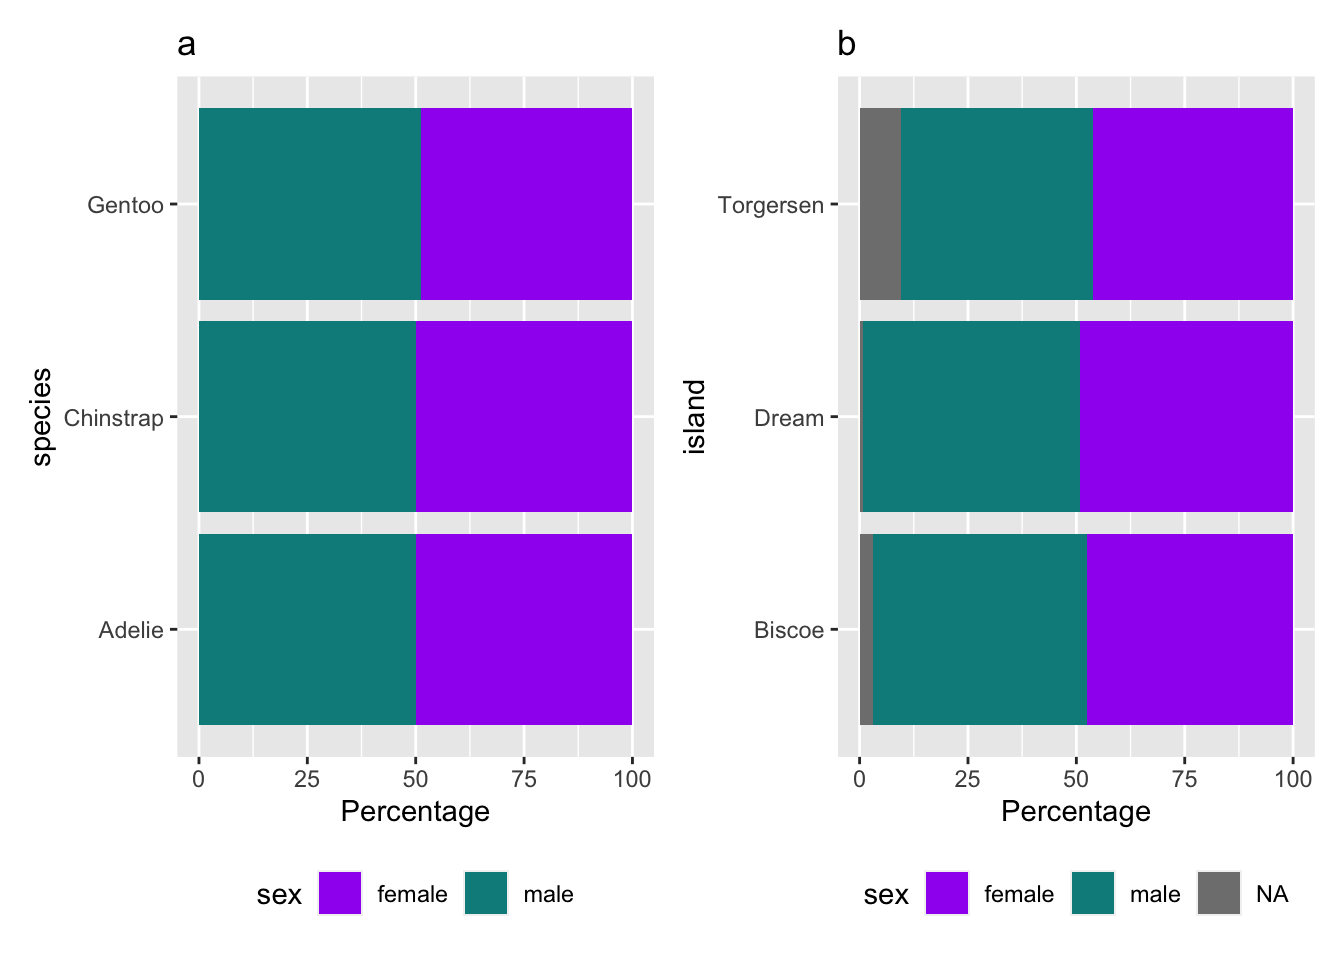 a
species
Gentoo
Chinstrap
Adelie
0 25 50 75 100
Percentage
sex female male
b
island
Torgersen
Dream
Biscoe
0 25 50 75 100
Percentage
sex female male NA